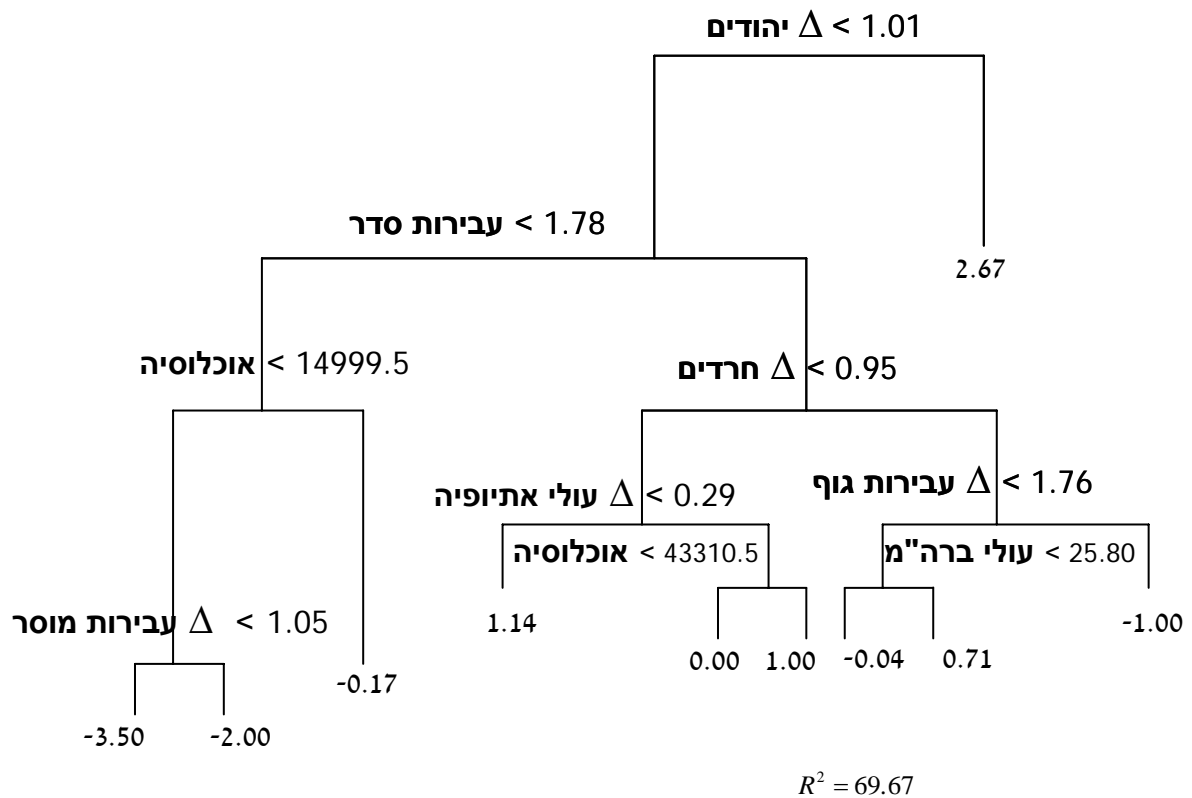 Δ יהודים < 1.01
עבירות סדר < 1.78
2.67
אוכלוסיה < 14999.5
Δ חרדים < 0.95
Δ עולי אתיופיה < 0.29
Δ עבירות גוף < 1.76
אוכלוסיה < 43310.5
עולי ברה"מ < 25.80
Δ עבירות מוסר < 1.05
1.14
-1.00
0.00 1.00 -0.04 0.71
-0.17
-3.50 -2.00
R² = 69.67